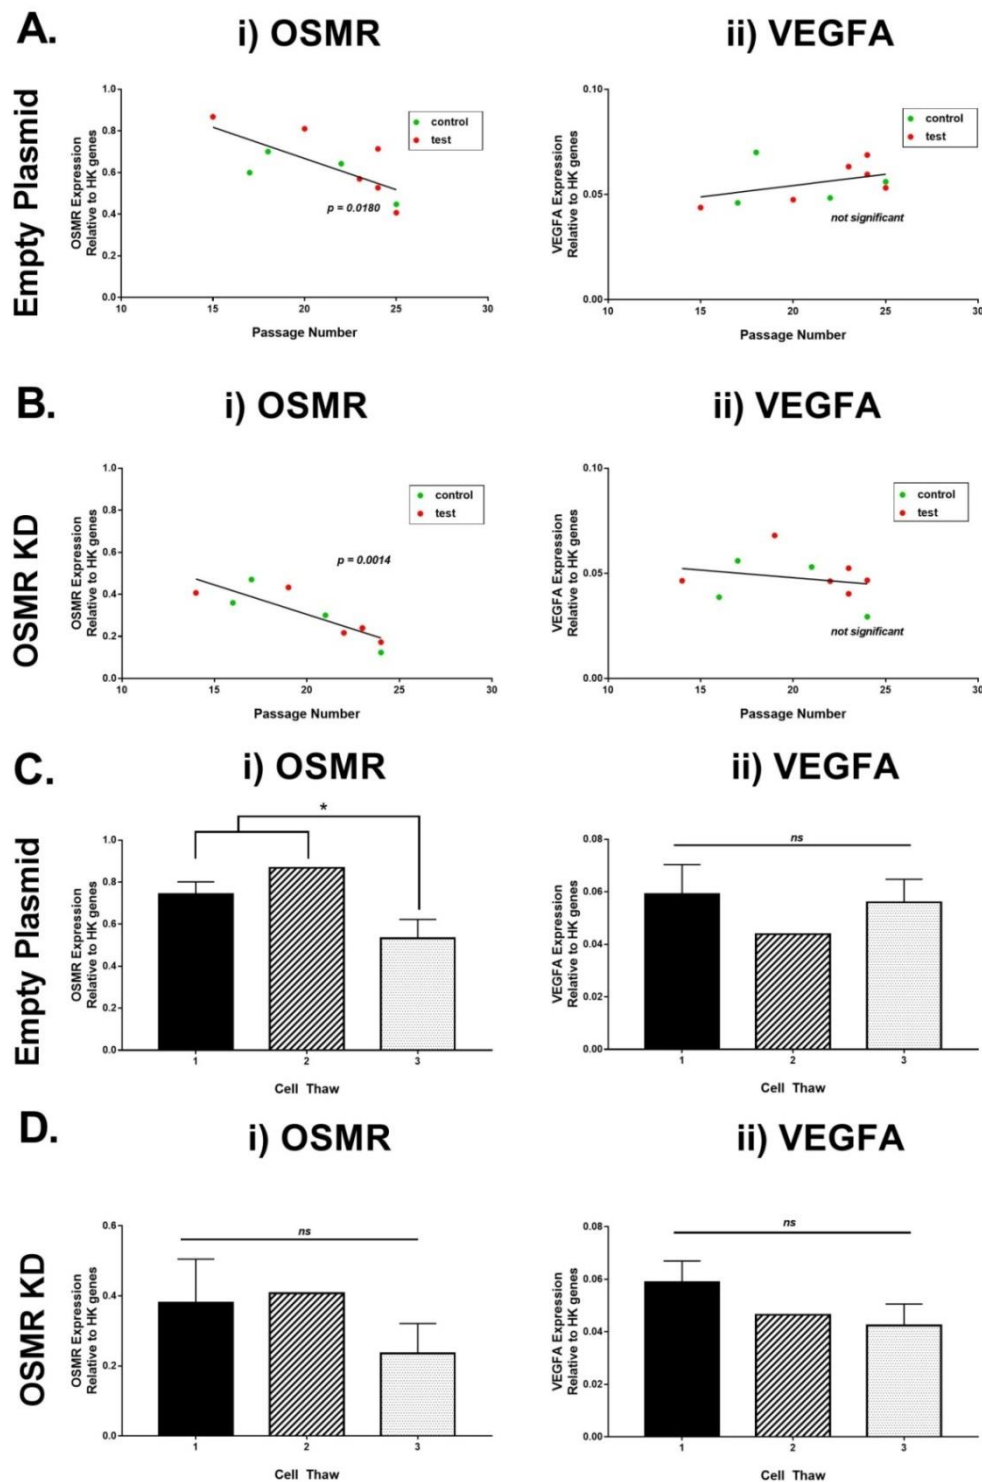 A.
i) OSMR
ii) VEGFA
Empty Plasmid
OSMR Expression
Relative to HK genes
1.0
0.8
0.6
0.4
0.2
0.0
control
test
p = 0.0180
10
15
20
25
30
Passage Number
VEGFA Expression
Relative to HK genes
0.10
0.05
0.00
control
test
not significant
10
15
20
25
30
Passage Number
B.
i) OSMR
ii) VEGFA
OSMR KD
OSMR Expression
Relative to HK genes
1.0
0.8
0.6
0.4
0.2
0.0
control
test
p = 0.0014
10
15
20
25
30
Passage Number
VEGFA Expression
Relative to HK genes
0.10
0.05
0.00
control
test
not significant
10
15
20
25
30
Passage Number
C.
i) OSMR
ii) VEGFA
Empty Plasmid
OSMR Expression
Relative to HK genes
1.0
0.8
0.6
0.4
0.2
0.0
*
1
2
3
Cell Thaw
VEGFA Expression
Relative to HK genes
0.08
0.06
0.04
0.02
0.00
ns
1
2
3
Cell Thaw
D.
i) OSMR
ii) VEGFA
OSMR KD
OSMR Expression
Relative to HK genes
0.6
0.4
0.2
0.0
ns
1
2
3
Cell Thaw
VEGFA Expression
Relative to HK genes
0.08
0.06
0.04
0.02
0.00
ns
1
2
3
Cell Thaw